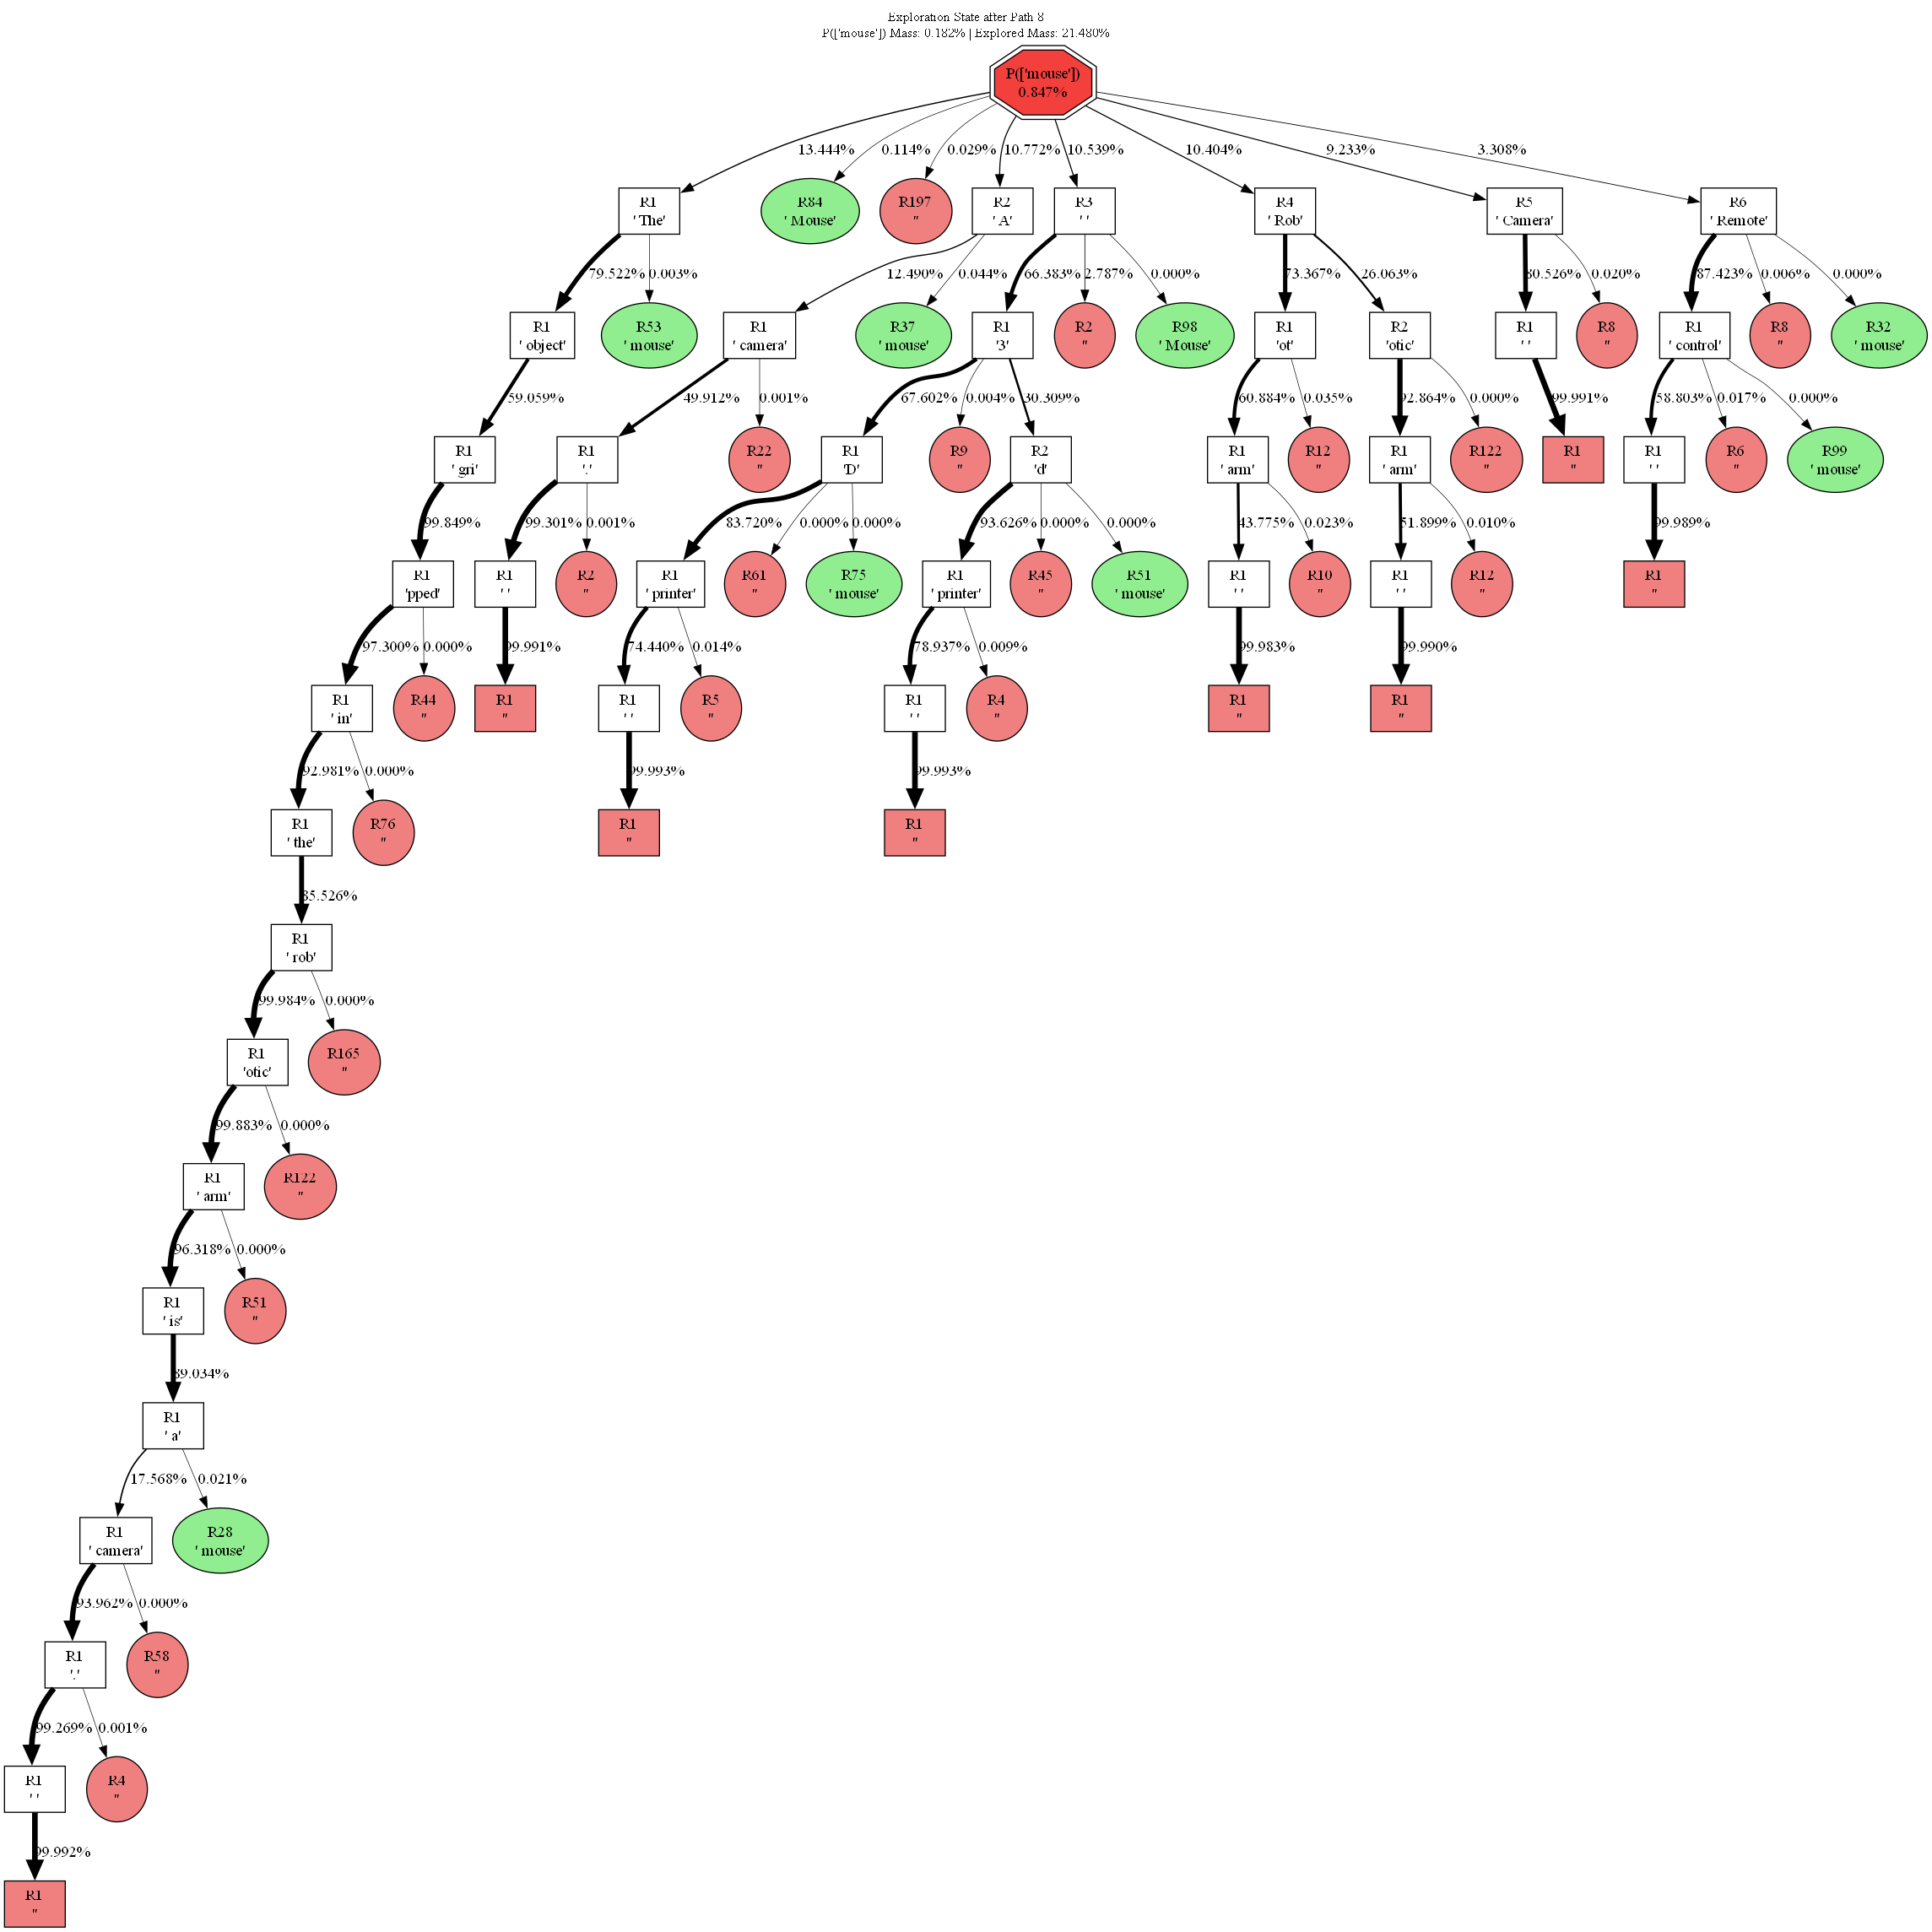 Exploration State after Path 8
P(['mouse']) Mass: 0.182% | Explored Mass: 21.480%
P(['mouse'])
0.847%
13.444%
0.114%
0.029%
10.772%
10.539%
10.404%
9.233%
3.308%
R1
' The'
R84
' Mouse'
R197
''
R2
' A'
R3
' '
R4
' Rob'
R5
' Camera'
R6
' Remote'
79.522%
0.003%
12.490%
0.044%
66.383%
2.787%
0.000%
73.367%
26.063%
80.526%
0.020%
87.423%
0.006%
0.000%
R1
' object'
R53
' mouse'
R1
' camera'
R37
' mouse'
R1
'3'
R2
''
R98
' Mouse'
R1
'ot'
R2
'otic'
R1
' '
R8
''
R1
' control'
R8
''
R32
' mouse'
59.059%
49.912%
0.001%
67.602%
0.004%
30.309%
60.884%
0.035%
92.864%
0.000%
99.991%
58.803%
0.017%
0.000%
R1
' gri'
R1
'.'
R22
''
R1
'D'
R9
''
R2
'd'
R1
' arm'
R12
''
R1
' arm'
R122
''
R1
''
R1
' '
R6
''
R99
' mouse'
99.849%
99.301%
0.001%
83.720%
0.000%
0.000%
93.626%
0.000%
0.000%
43.775%
0.023%
51.899%
0.010%
99.989%
R1
'pped'
R1
' '
R2
''
R1
' printer'
R61
''
R75
' mouse'
R1
' printer'
R45
''
R51
' mouse'
R1
' '
R10
''
R1
' '
R12
''
R1
''
97.300%
0.000%
99.991%
74.440%
0.014%
78.937%
0.009%
99.983%
99.990%
R1
' in'
R44
''
R1
''
R1
' '
R5
''
R1
' '
R4
''
R1
''
R1
''
92.981%
0.000%
99.993%
99.993%
R1
' the'
R76
''
R1
''
R1
''
85.526%
R1
' rob'
99.984%
0.000%
R1
'otic'
R165
''
99.883%
0.000%
R1
' arm'
R122
''
96.318%
0.000%
R1
' is'
R51
''
89.034%
R1
' a'
17.568%
0.021%
R1
' camera'
R28
' mouse'
93.962%
0.000%
R1
'.'
R58
''
99.269%
0.001%
R1
' '
R4
''
99.992%
R1
''